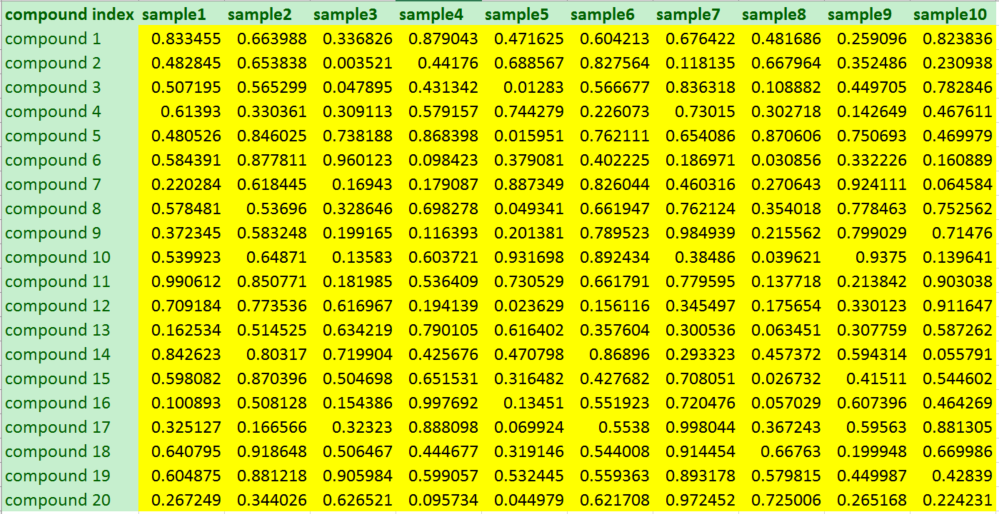 compound index sample1 sample2 sample3 sample4 sample5 sample6 sample7 sample8 sample9 sample10
compound 1 0.833455 0.663988 0.336826 0.879043 0.471625 0.604213 0.676422 0.481686 0.259096 0.823836
compound 2 0.482845 0.653838 0.003521 0.44176 0.688567 0.827564 0.118135 0.667964 0.352486 0.230938
compound 3 0.507195 0.565299 0.047895 0.431342 0.01283 0.566677 0.836318 0.108882 0.449705 0.782846
compound 4 0.61393 0.330361 0.309113 0.579157 0.744279 0.226073 0.73015 0.302718 0.142649 0.467611
compound 5 0.480526 0.846025 0.738188 0.868398 0.015951 0.762111 0.654086 0.870606 0.750693 0.469979
compound 6 0.584391 0.877811 0.960123 0.098423 0.379081 0.402225 0.186971 0.030856 0.332226 0.160889
compound 7 0.220284 0.618445 0.16943 0.179087 0.887349 0.826044 0.460316 0.270643 0.924111 0.064584
compound 8 0.578481 0.53696 0.328646 0.698278 0.049341 0.661947 0.762124 0.354018 0.778463 0.752562
compound 9 0.372345 0.583248 0.199165 0.116393 0.201381 0.789523 0.984939 0.215562 0.799029 0.71476
compound 10 0.539923 0.64871 0.13583 0.603721 0.931698 0.892434 0.38486 0.039621 0.9375 0.139641
compound 11 0.990612 0.850771 0.181985 0.536409 0.730529 0.661791 0.779595 0.137718 0.213842 0.903038
compound 12 0.709184 0.773536 0.616967 0.194139 0.023629 0.156116 0.345497 0.175654 0.330123 0.911647
compound 13 0.162534 0.514525 0.634219 0.790105 0.616402 0.357604 0.300536 0.063451 0.307759 0.587262
compound 14 0.842623 0.80317 0.719904 0.425676 0.470798 0.86896 0.293323 0.457372 0.594314 0.055791
compound 15 0.598082 0.870396 0.504698 0.651531 0.316482 0.427682 0.708051 0.026732 0.41511 0.544602
compound 16 0.100893 0.508128 0.154386 0.997692 0.13451 0.551923 0.720476 0.057029 0.607396 0.464269
compound 17 0.325127 0.166566 0.32323 0.888098 0.069924 0.5538 0.998044 0.367243 0.59563 0.881305
compound 18 0.640795 0.918648 0.506467 0.444677 0.319146 0.544008 0.914454 0.66763 0.199948 0.669986
compound 19 0.604875 0.881218 0.905984 0.599057 0.532445 0.559363 0.893178 0.579815 0.449987 0.42839
compound 20 0.267249 0.344026 0.626521 0.095734 0.044979 0.621708 0.972452 0.725006 0.265168 0.224231